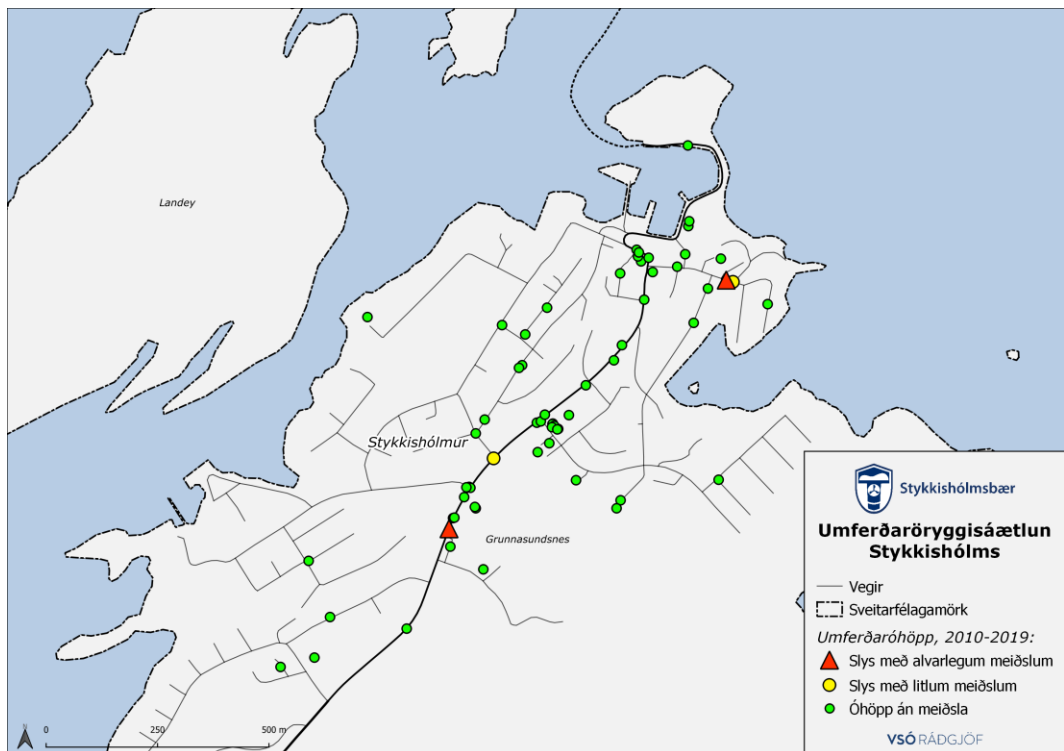 Landey
Stykkishólmur
Grunnasundsnes
Stykkishólmsbær
Umferðaröryggisáætlun
Stykkishólms
Vegir
Sveitarfélagamörk
Umferðaróhöpp, 2010-2019:
Slys með alvarlegum meiðslum
Slys með litlum meiðslum
Óhöpp án meiðsla
VSÓ RÁÐGJÖF
N
0 250 500 m